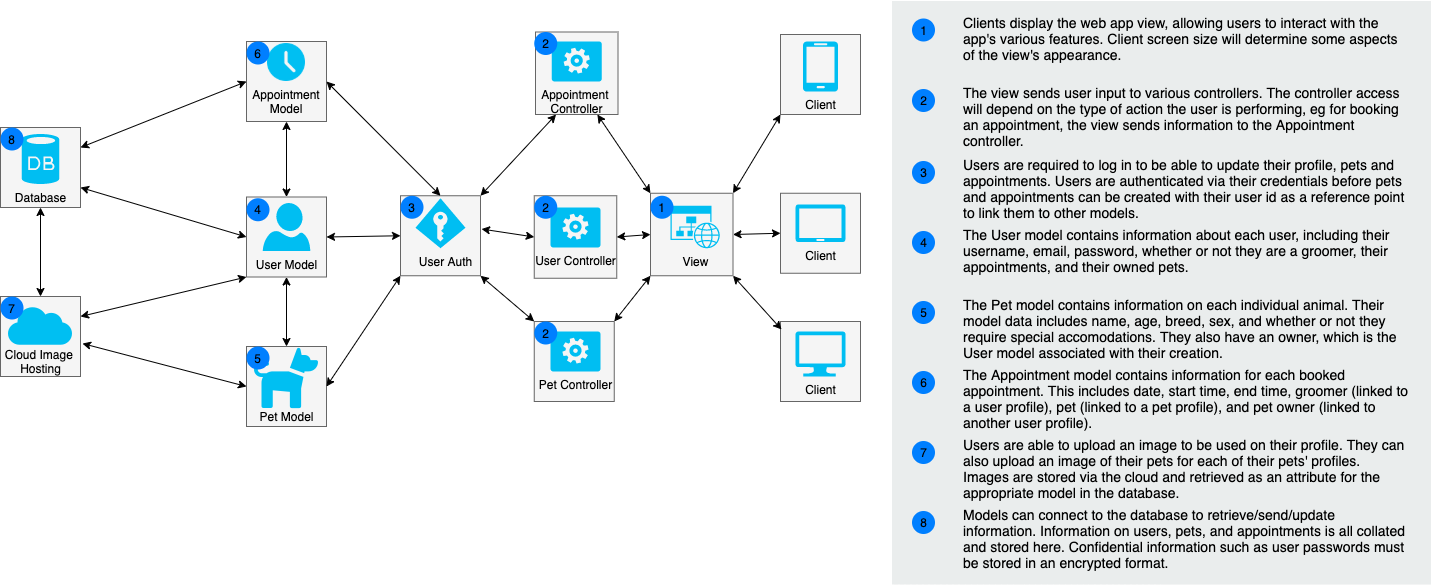 6
Appointment
Model
2
Appointment
Controller
Client
8
DB
Database
4
User Model
3
User Auth
2
User Controller
1
View
Client
7
Cloud Image
Hosting
5
Pet Model
2
Pet Controller
Client
1
Clients display the web app view, allowing users to interact with the
app's various features. Client screen size will determine some aspects
of the view's appearance.
2
The view sends user input to various controllers. The controller access
will depend on the type of action the user is performing, eg for booking
an appointment, the view sends information to the Appointment
controller.
3
Users are required to log in to be able to update their profile, pets and
appointments. Users are authenticated via their credentials before pets
and appointments can be created with their user id as a reference point
to link them to other models.
4
The User model contains information about each user, including their
username, email, password, whether or not they are a groomer, their
appointments, and their owned pets.
5
The Pet model contains information on each individual animal. Their
model data includes name, age, breed, sex, and whether or not they
require special accomodations. They also have an owner, which is the
User model associated with their creation.
6
The Appointment model contains information for each booked
appointment. This includes date, start time, end time, groomer (linked to
a user profile), pet (linked to a pet profile), and pet owner (linked to
another user profile).
7
Users are able to upload an image to be used on their profile. They can
also upload an image of their pets for each of their pets' profiles.
Images are stored via the cloud and retrieved as an attribute for the
appropriate model in the database.
8
Models can connect to the database to retrieve/send/update
information. Information on users, pets, and appointments is all collated
and stored here. Confidential information such as user passwords must
be stored in an encrypted format.